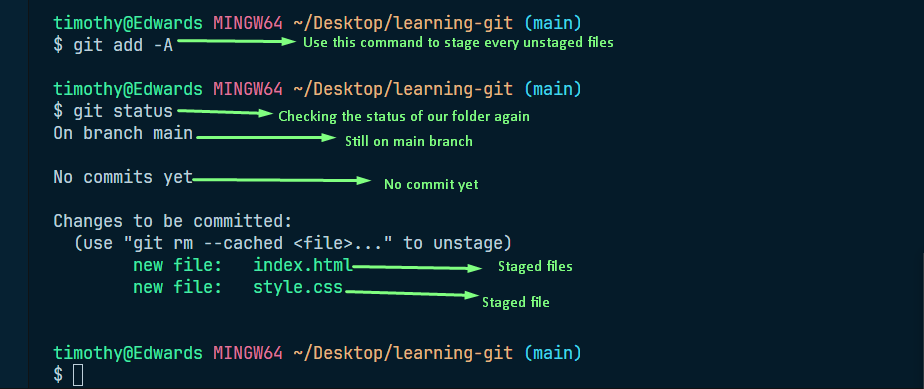 timothy@Edwards MINGW64 ~/Desktop/learning-git (main)
$ git add -A Use this command to stage every unstaged files
timothy@Edwards MINGW64 ~/Desktop/learning-git (main)
$ git status Checking the status of our folder again
On branch main Still on main branch
No commits yet No commit yet
Changes to be committed:
(use "git rm --cached <file>..." to unstage)
new file: index.html Staged files
new file: style.css Staged file
timothy@Edwards MINGW64 ~/Desktop/learning-git (main)
$